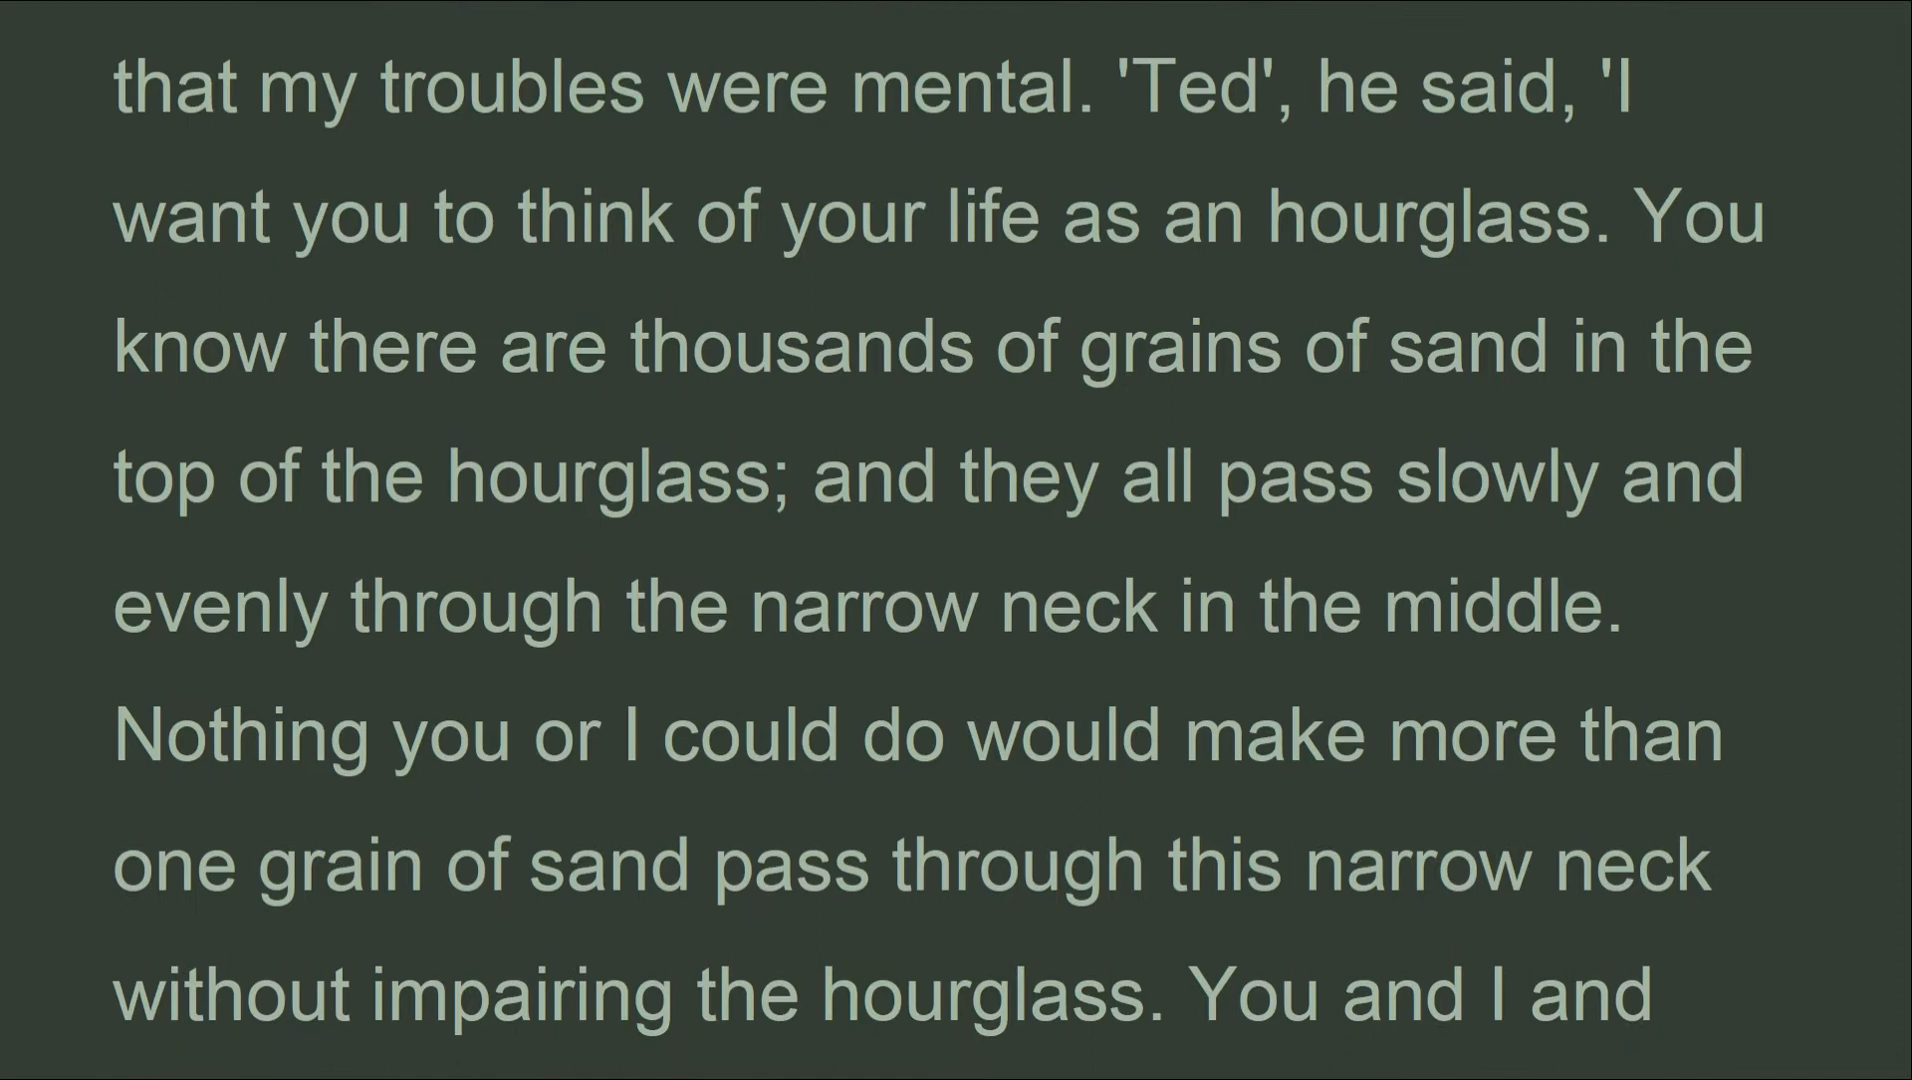 that my troubles were mental. 'Ted', he said, 'I
want you to think of your life as an hourglass. You
know there are thousands of grains of sand in the
top of the hourglass; and they all pass slowly and
evenly through the narrow neck in the middle.
Nothing you or I could do would make more than
one grain of sand pass through this narrow neck
without impairing the hourglass. You and I and